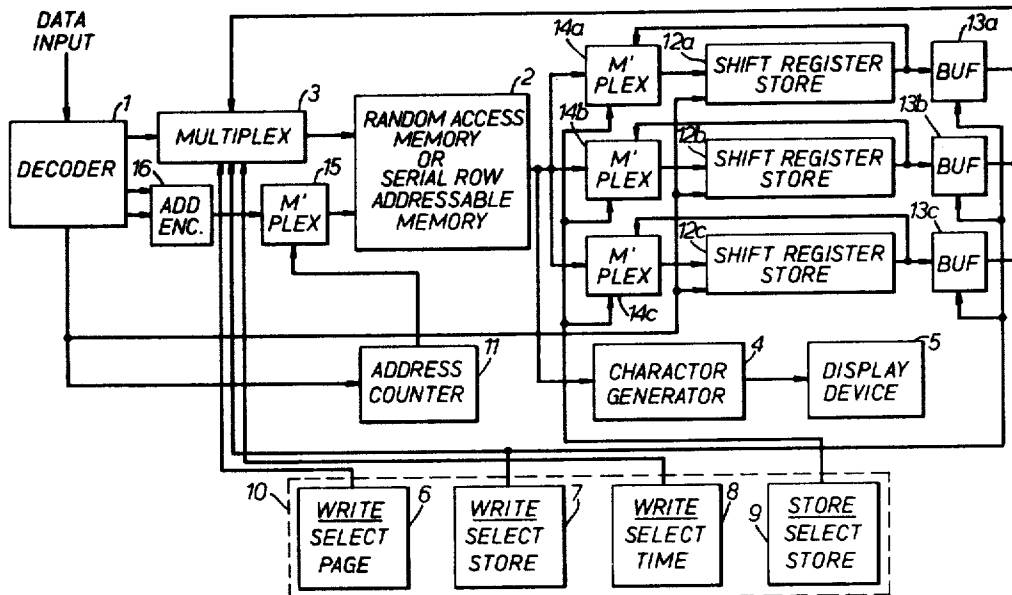 DATA
INPUT
1
DECODER
3
MULTIPLEX
16
ADD
ENC.
15
M'
PLEX
2
RANDOM ACCESS
MEMORY
OR
SERIAL ROW
ADDRESSABLE
MEMORY
14a
M'
PLEX
12a
SHIFT REGISTER
STORE
13a
BUF
14b
M'
PLEX
12b
SHIFT REGISTER
STORE
13b
BUF
M'
PLEX
14c
12c
SHIFT REGISTER
STORE
13c
BUF
11
ADDRESS
COUNTER
4
CHARACTOR
GENERATOR
5
DISPLAY
DEVICE
10
WRITE
SELECT
PAGE
6
WRITE
SELECT
STORE
7
WRITE
SELECT
TIME
8
9
STORE
SELECT
STORE